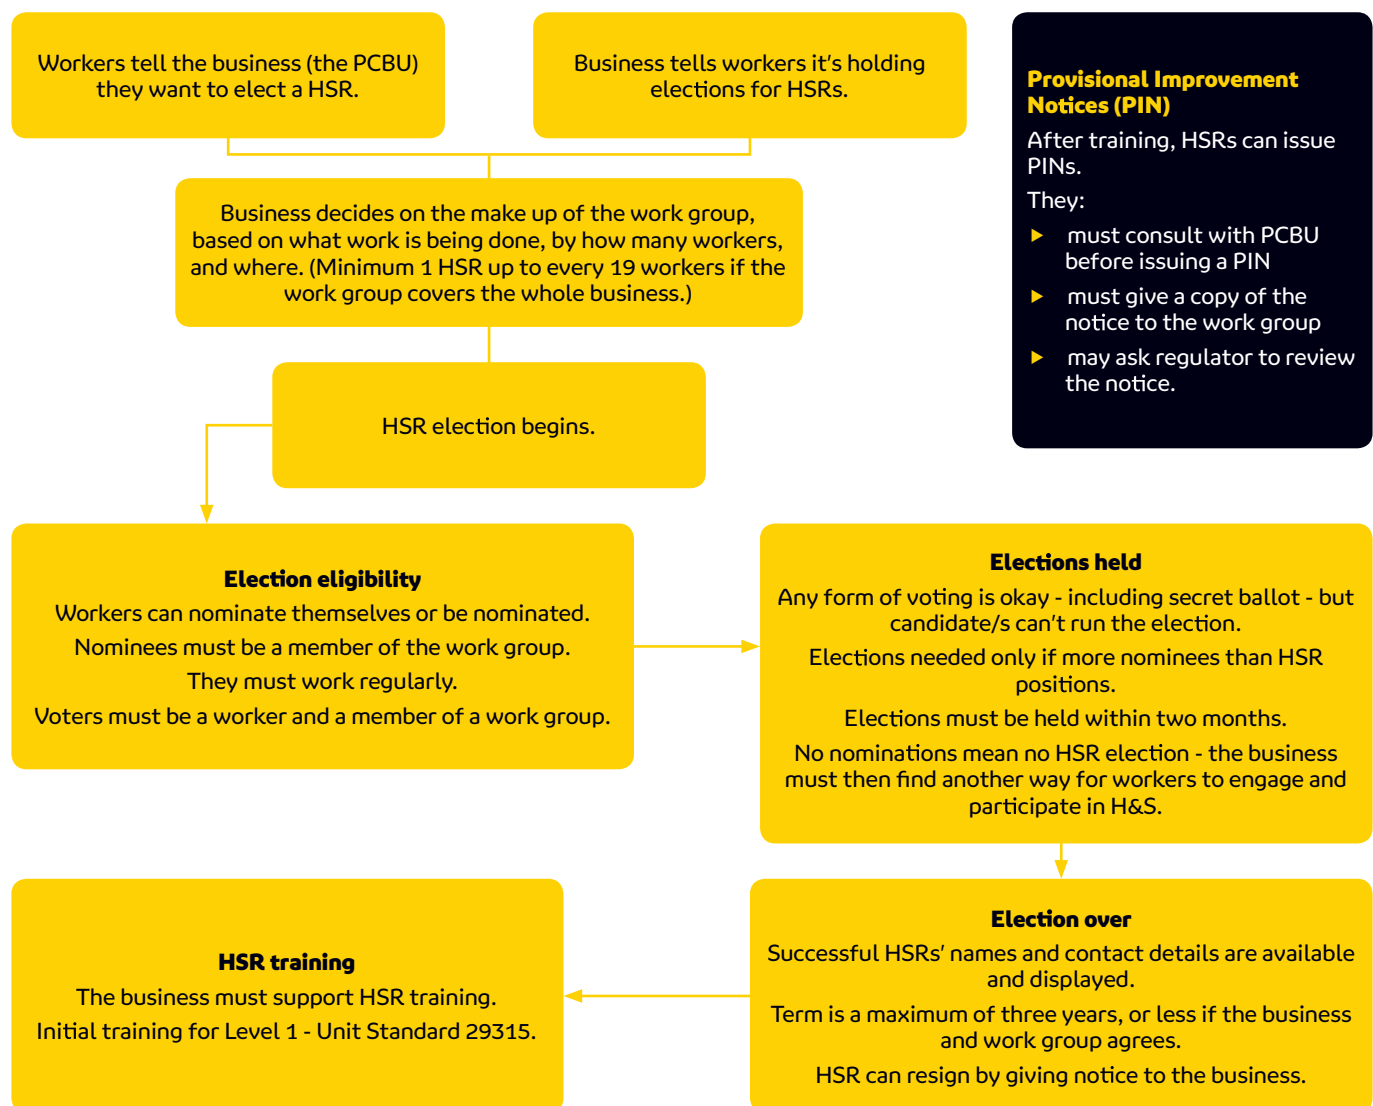 Workers tell the business (the PCBU)
they want to elect a HSR.
Business tells workers it's holding
elections for HSRs.
Business decides on the make up of the work group,
based on what work is being done, by how many workers,
and where. (Minimum 1 HSR up to every 19 workers if the
work group covers the whole business.)
HSR election begins.
Provisional Improvement
Notices (PIN)
After training, HSRs can issue
PINs.
They:
must consult with PCBU
before issuing a PIN
must give a copy of the
notice to the work group
may ask regulator to review
the notice.
Election eligibility
Workers can nominate themselves or be nominated.
Nominees must be a member of the work group.
They must work regularly.
Voters must be a worker and a member of a work group.
Elections held
Any form of voting is okay - including secret ballot - but
candidate/s can't run the election.
Elections needed only if more nominees than HSR
positions.
Elections must be held within two months.
No nominations mean no HSR election - the business
must then find another way for workers to engage and
participate in H&S.
Election over
Successful HSRs' names and contact details are available
and displayed.
Term is a maximum of three years, or less if the business
and work group agrees.
HSR can resign by giving notice to the business.
HSR training
The business must support HSR training.
Initial training for Level 1 - Unit Standard 29315.